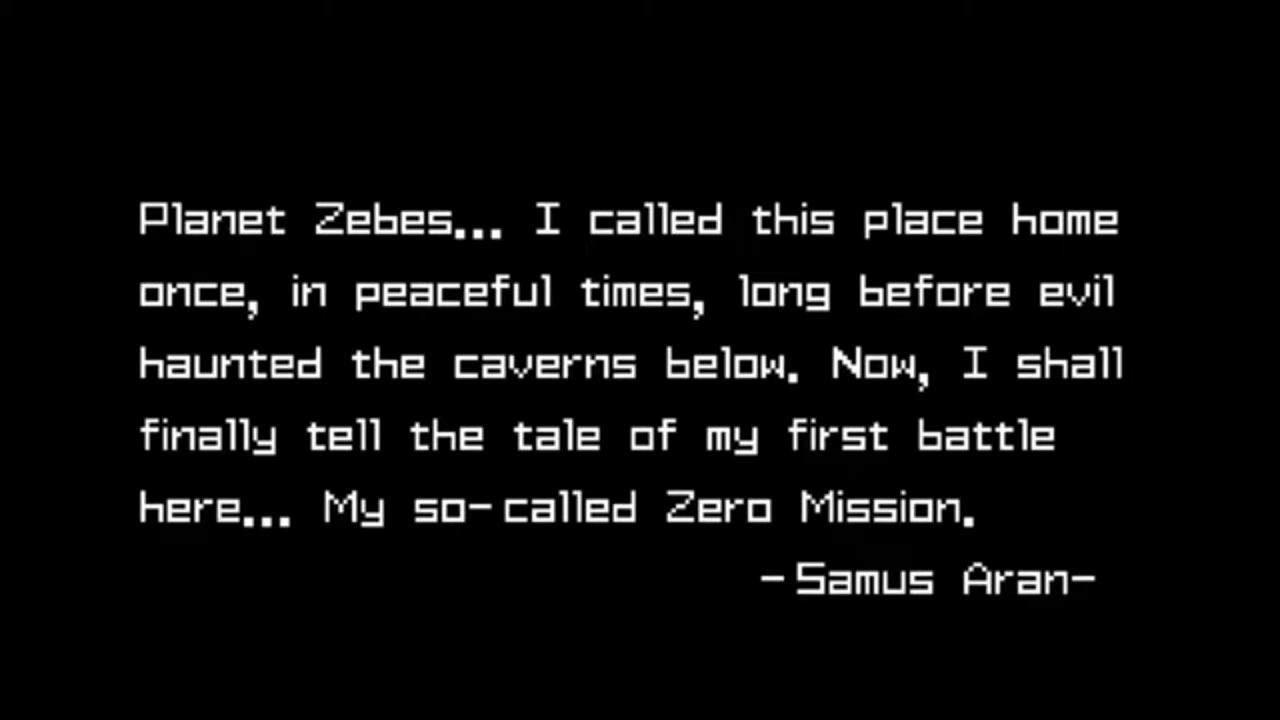 Planet Zebes... I called this place home
once, in peaceful times, long before evil
haunted the caverns below. Now, I shall
finally tell the tale of my first battle
here... My so-called Zero Mission.
-Samus Aran-